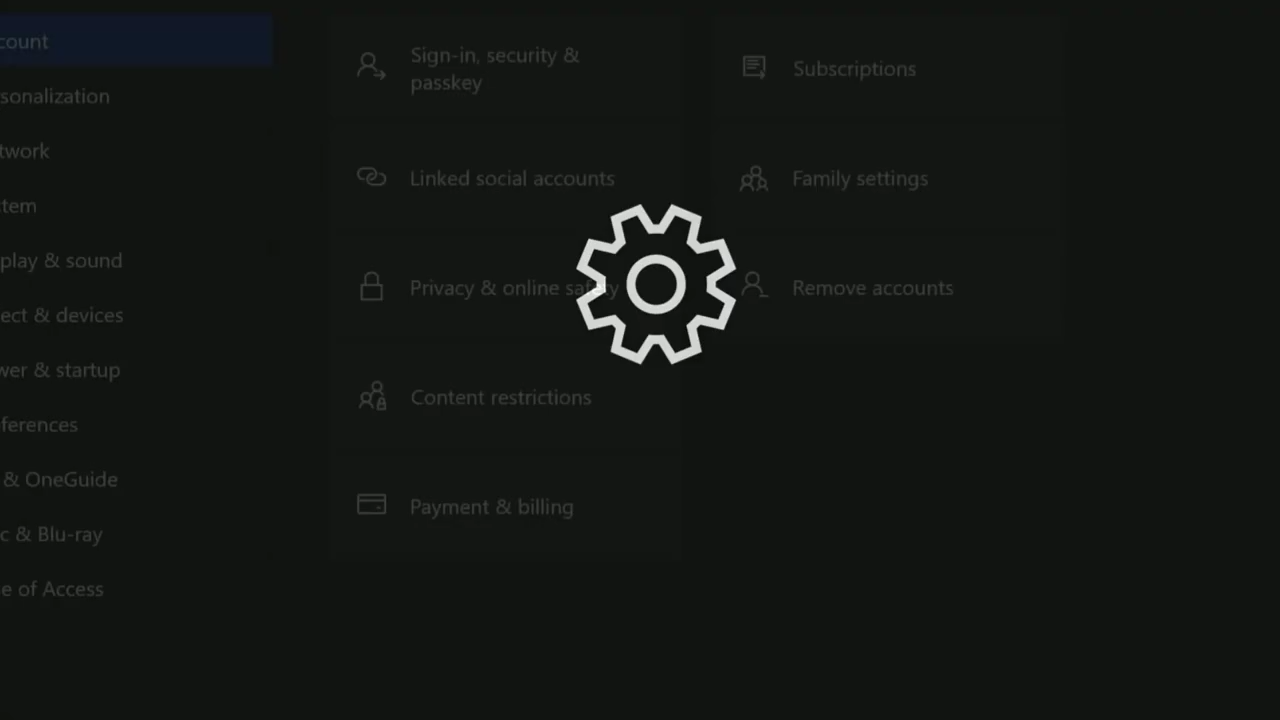 count
sonalization
twork
tem
play & sound
ect & devices
wer & startup
ferences
& OneGuide
c & Blu-ray
e of Access
Sign-in, security &
passkey
Linked social accounts
Privacy & online safety
Content restrictions
Payment & billing
Subscriptions
Family settings
Remove accounts